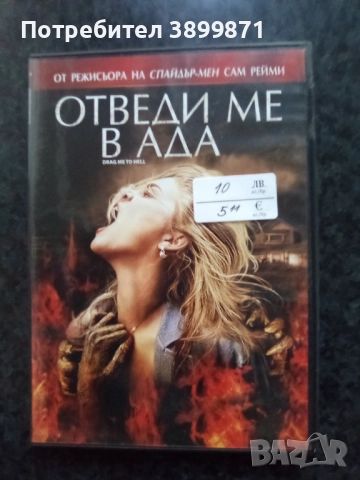 Потребител 3899871
ОТ РЕЖИСЬОРА НА СПАЙДЪР-МЕН САМ РЕЙМИ
ОТВЕДИ МЕ
В АДА
DRAG ME TO HELL
10 ЛВ.
5 11 €
BAZAR